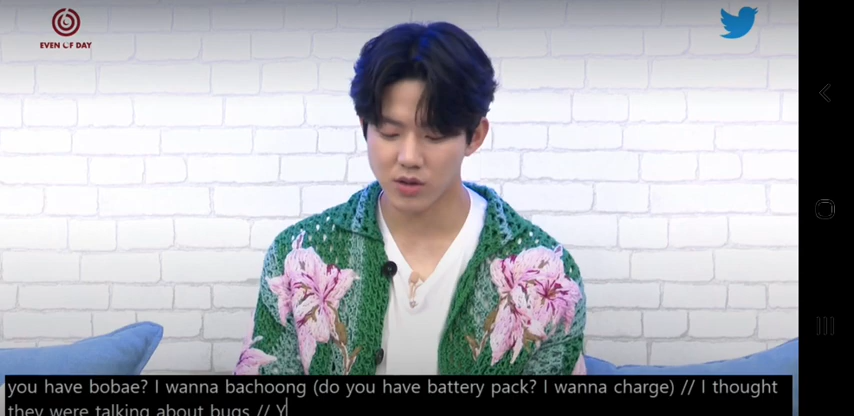 EVEN OF DAY
you have bobae? I wanna bachoong (do you have battery pack? I wanna charge) // I thought
they were talking about bugs // Y